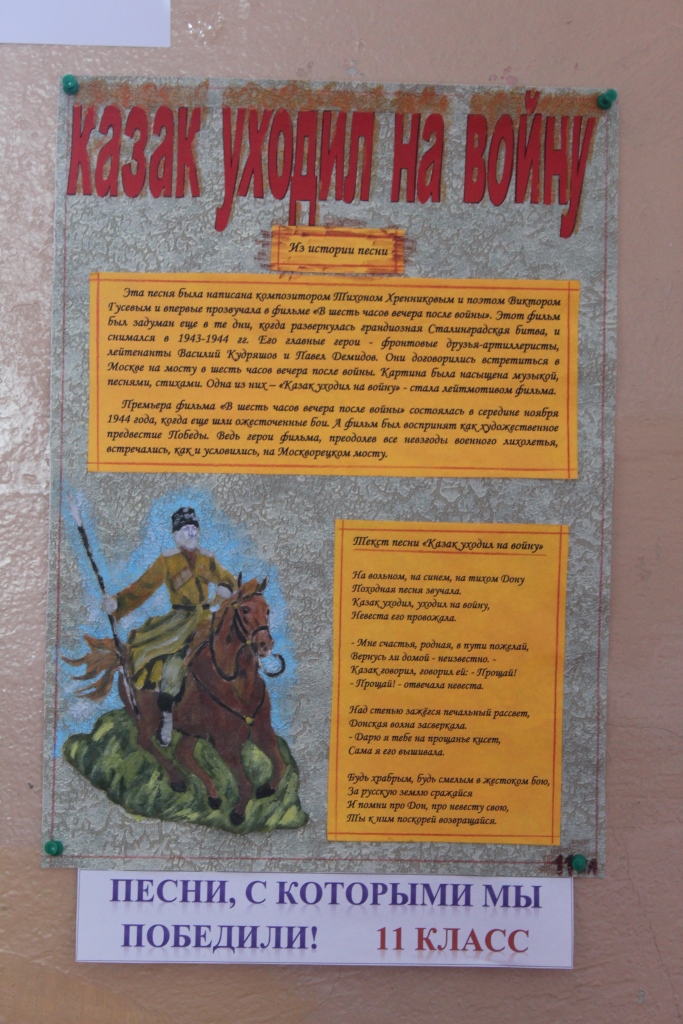 казак уходил на войну
Из истории песни
Эта песня была написана композитором Тихоном Хренниковым и поэтом Виктором
Гусевым и впервые прозвучала в фильме «В шесть часов вечера после войны». Этот фильм
был задуман еще в те дни, когда развернулась грандиозная Сталинградская битва, и
снимался в 1943-1944 гг. Его главные герои - фронтовые друзья-артиллеристы,
лейтенанты Василий Кудряшов и Павел Демидов. Они договорились встретиться в
Москве на мосту в шесть часов вечера после войны. Картина была насыщена музыкой,
песнями, стихами. Одна из них – «Казак уходил на войну» - стала лейтмотивом фильма.
Премьера фильма «В шесть часов вечера после войны» состоялась в середине ноября
1944 года, когда еще шли ожесточенные бои. А фильм был воспринят как художественное
предвестие Победы. Ведь герои фильма, преодолев все невзгоды военного лихолетья,
встречались, как и условились, на Москворецком мосту.
Текст песни «Казак уходил на войну»
На вольном, на синем, на тихом Дону
Походная песня звучала.
Казак уходил, уходил на войну,
Невеста его провожала.
- Мне счастья, родная, в пути пожелай,
Вернусь ли домой - неизвестно. -
Казак говорил, говорил ей: - Прощай!
- Прощай! - отвечала невеста.
Над степью зажёгся печальный рассвет,
Донская волна засверкала.
- Дарю я тебе на прощанье кисет,
Сама я его вышивала.
Будь храбрым, будь смелым в жестоком бою,
За русскую землю сражайся
И помни про Дон, про невесту свою,
Ты к ним поскорей возвращайся.
ПЕСНИ, С КОТОРЫМИ МЫ
ПОБЕДИЛИ! 11 КЛАСС